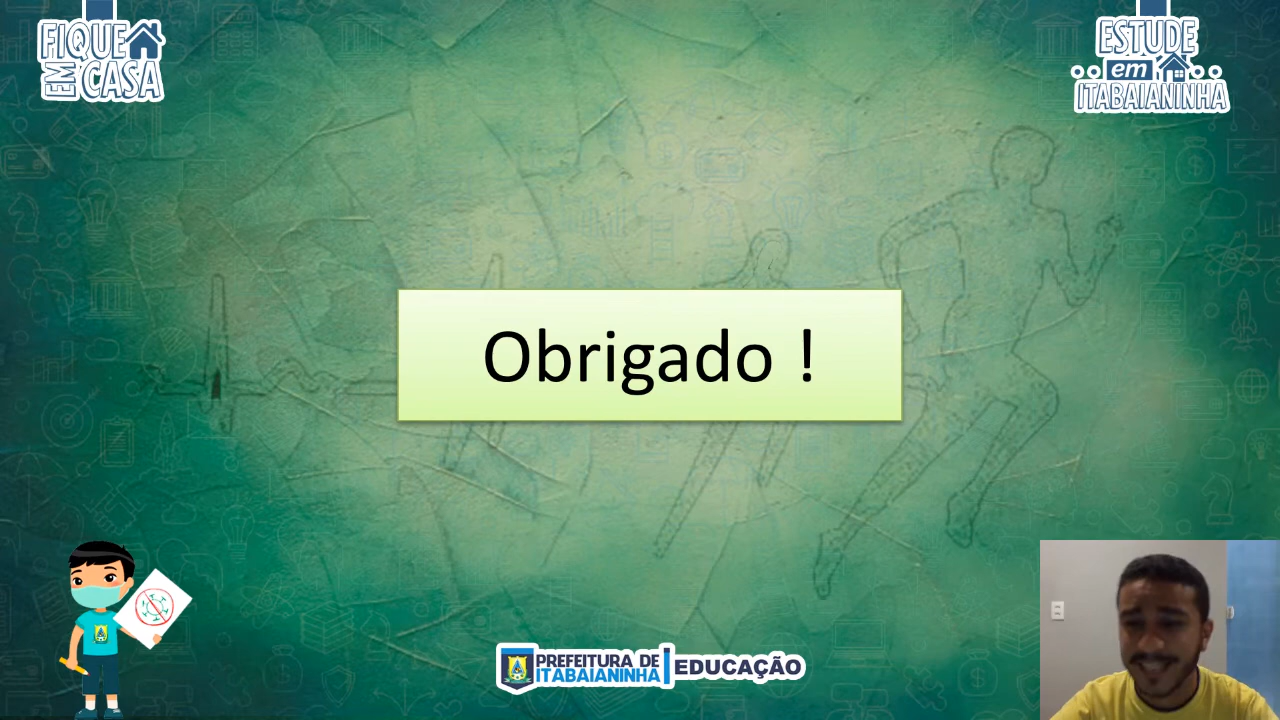 FIQUE
EM CASA
ESTUDE
em
ITABAIANINHA
Obrigado !
PREFEITURA DE
ITABAIANINHA
EDUCAÇÃO